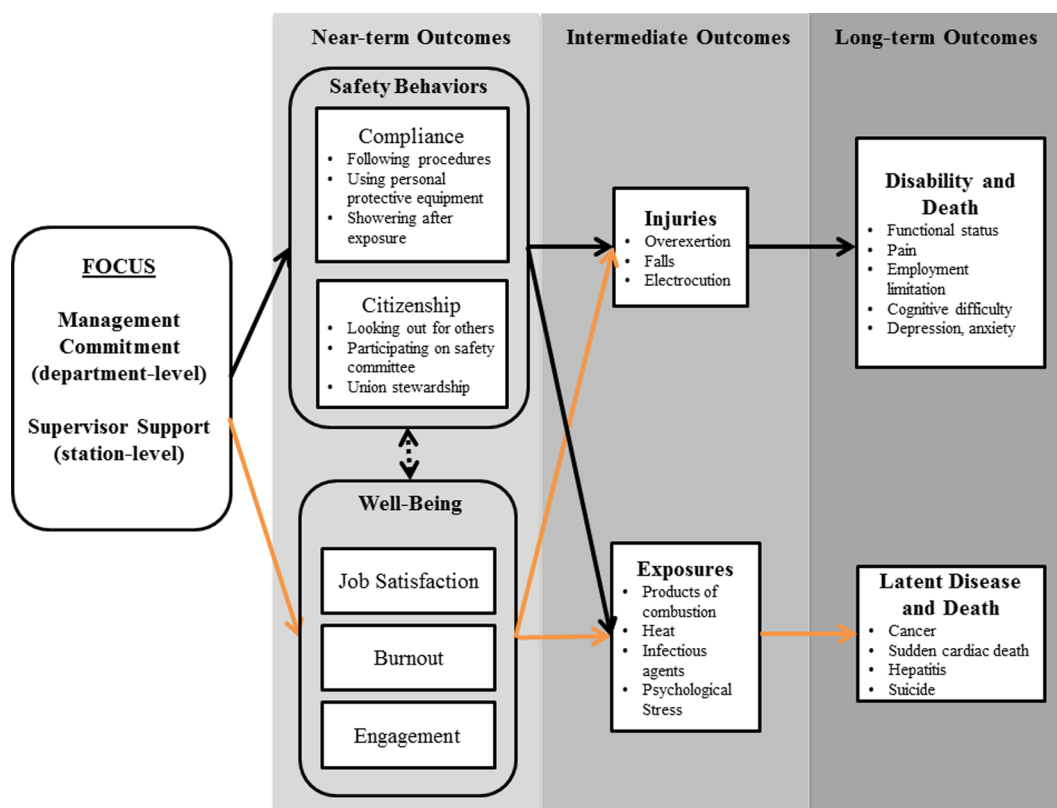 Near-term Outcomes
Intermediate Outcomes
Long-term Outcomes
FOCUS
Management
Commitment
(department-level)
Supervisor Support
(station-level)
Safety Behaviors
Compliance
• Following procedures
• Using personal
protective equipment
• Showering after
exposure
Citizenship
• Looking out for others
• Participating on safety
committee
• Union stewardship
Well-Being
Job Satisfaction
Burnout
Engagement
Injuries
• Overexertion
• Falls
• Electrocution
Exposures
• Products of
combustion
• Heat
• Infectious
agents
• Psychological
Stress
Disability and
Death
• Functional status
• Pain
• Employment
limitation
• Cognitive difficulty
• Depression, anxiety
Latent Disease
and Death
• Cancer
• Sudden cardiac death
• Hepatitis
• Suicide